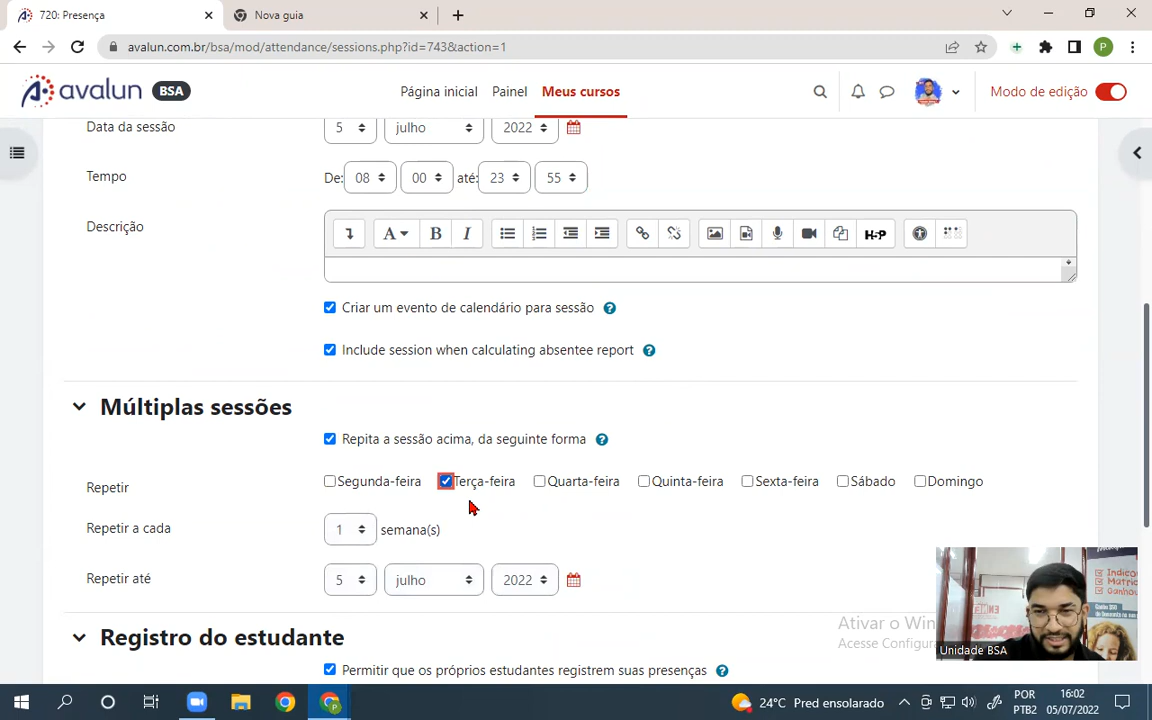 720: Presença
Nova guia
avalun.com.br/bsa/mod/attendance/sessions.php?id=743&action=1
P
avalun BSA
Página inicial Painel Meus cursos
Modo de edição
Data da sessão 5 julho 2022
Tempo De: 08 00 até: 23 55
Descrição
A B I H-P
Criar um evento de calendário para sessão
Include session when calculating absentee report
Múltiplas sessões
Repita a sessão acima, da seguinte forma
Repetir Segunda-feira Terça-feira Quarta-feira Quinta-feira Sexta-feira Sábado Domingo
Repetir a cada 1 semana(s)
Repetir até 5 julho 2022
Registro do estudante
Permitir que os próprios estudantes registrem suas presenças
Ativar o Win
Acesse Configura
Indicou
Ganhou
Unidade BSA
24°C Pred ensolarado
POR
PTB2
16:02
05/07/2022